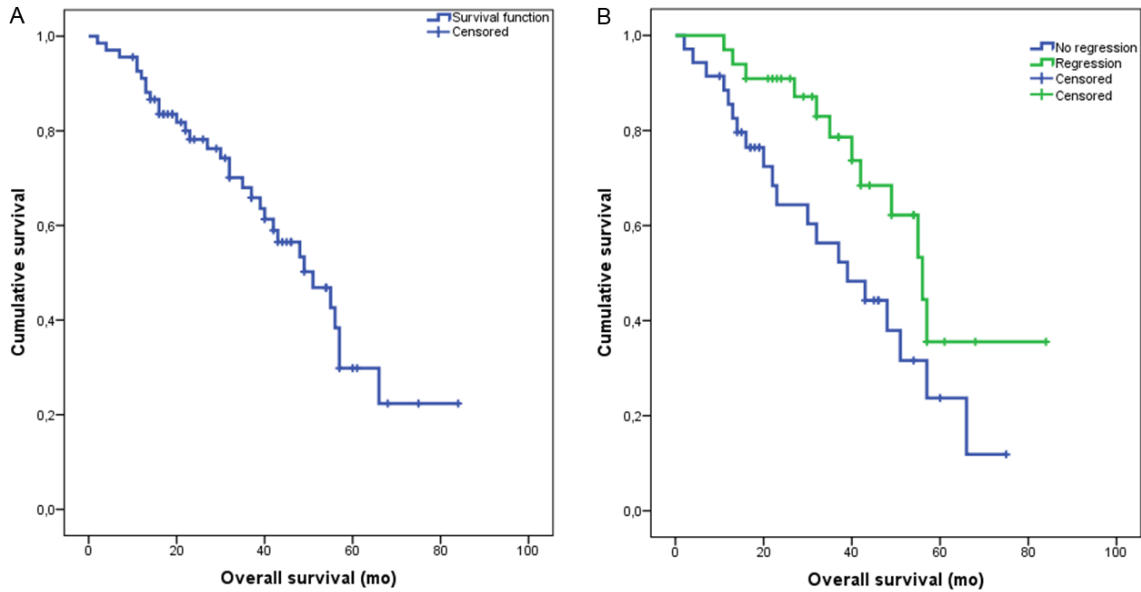 A
Survival function
Censored
1,0
0,8
0,6
0,4
0,2
0,0
Cumulative survival
0 20 40 60 80 100
Overall survival (mo)
B
No regression
Regression
Censored
Censored
1,0
0,8
0,6
0,4
0,2
0,0
Cumulative survival
0 20 40 60 80 100
Overall survival (mo)